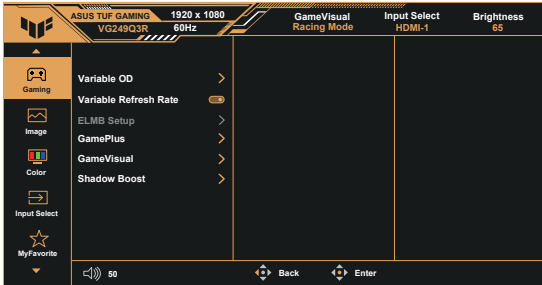 ASUS TUF GAMING 1920 x 1080
VG249Q3R 60Hz
GameVisual
Racing Mode
Input Select
HDMI-1
Brightness
65
Gaming
Image
Color
Input Select
MyFavorite
Variable OD
Variable Refresh Rate
ELMB Setup
GamePlus
GameVisual
Shadow Boost
50
Back
Enter